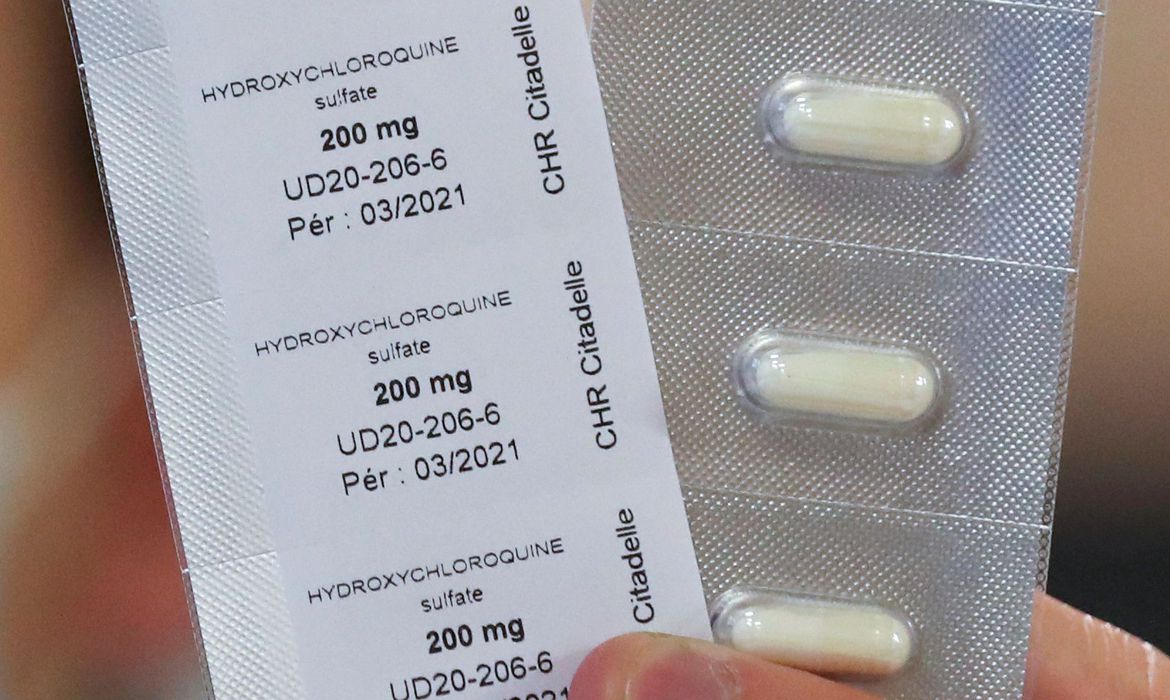 HYDROXYCHLOROQUINE
sulfate
200 mg
UD20-206-6
Pér : 03/2021
CHR Citadelle
HYDROXYCHLOROQUINE
sulfate
200 mg
UD20-206-6
Pér : 03/2021
CHR Citadelle
HYDROXYCHLOROQUINE
sulfate
200 mg
UD20-206-6
Citadelle